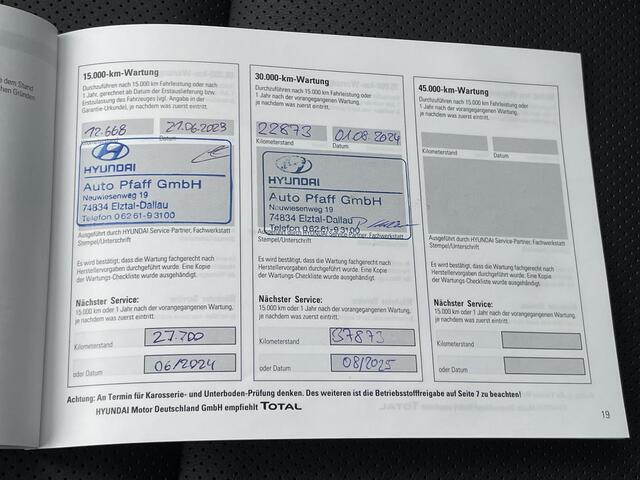 e dem Stand
chen Gründen
15.000-km-Wartung
Durchzuführen nach 15.000 km Fahrleistung oder nach
1 Jahr, gerechnet ab Datum der Erstauslieferung bzw.
Erstzulassung des Fahrzeuges (vgl. Angabe in der
Garantie-Urkunde), je nachdem was zuerst eintritt.
12.668 21.06.2023
Kilometerstand Datum
HYUNDAI
Auto Pfaff GmbH
Neuwiesenweg 19
74834 Elztal-Dallau
Telefon 06261-93100
Ausgeführt durch HYUNDAI Service-Partner, Fachwerkstatt
Stempel/Unterschrift
Es wird bestätigt, dass die Wartung fachgerecht nach
Herstellervorgaben durchgeführt wurde. Eine Kopie
der Wartungs-Checkliste wurde ausgehändigt.
Nächster Service:
15.000 km oder 1 Jahr nach der vorangegangenen Wartung,
je nachdem was zuerst eintritt.
Kilometerstand 27.700
oder Datum 06/2024
30.000-km-Wartung
Durchzuführen nach 15.000 km Fahrleistung oder
1 Jahr nach der vorangegangenen Wartung,
je nachdem was zuerst eintritt.
22873 01.08.2024
Kilometerstand Datum
HYUNDAI
Auto Pfaff GmbH
Neuwiesenweg 19
74834 Elztal-Dallau
Telefon 06261-93100
Ausgeführt durch HYUNDAI Service-Partner, Fachwerkstatt
Stempel/Unterschrift
Es wird bestätigt, dass die Wartung fachgerecht nach
Herstellervorgaben durchgeführt wurde. Eine Kopie
der Wartungs-Checkliste wurde ausgehändigt.
Nächster Service:
15.000 km oder 1 Jahr nach der vorangegangenen Wartung,
je nachdem was zuerst eintritt.
Kilometerstand 37873
oder Datum 08/2025
45.000-km-Wartung
Durchzuführen nach 15.000 km Fahrleistung oder
1 Jahr nach der vorangegangenen Wartung,
je nachdem was zuerst eintritt.
Kilometerstand Datum
Ausgeführt durch HYUNDAI Service-Partner, Fachwerkstatt
Stempel/Unterschrift
Es wird bestätigt, dass die Wartung fachgerecht nach
Herstellervorgaben durchgeführt wurde. Eine Kopie
der Wartungs-Checkliste wurde ausgehändigt.
Nächster Service:
15.000 km oder 1 Jahr nach der vorangegangenen Wartung,
je nachdem was zuerst eintritt.
Kilometerstand
oder Datum
Achtung: An Termin für Karosserie- und Unterboden-Prüfung denken. Des weiteren ist die Betriebsstofffreigabe auf Seite 7 zu beachten!
HYUNDAI Motor Deutschland GmbH empfiehlt TOTAL
19